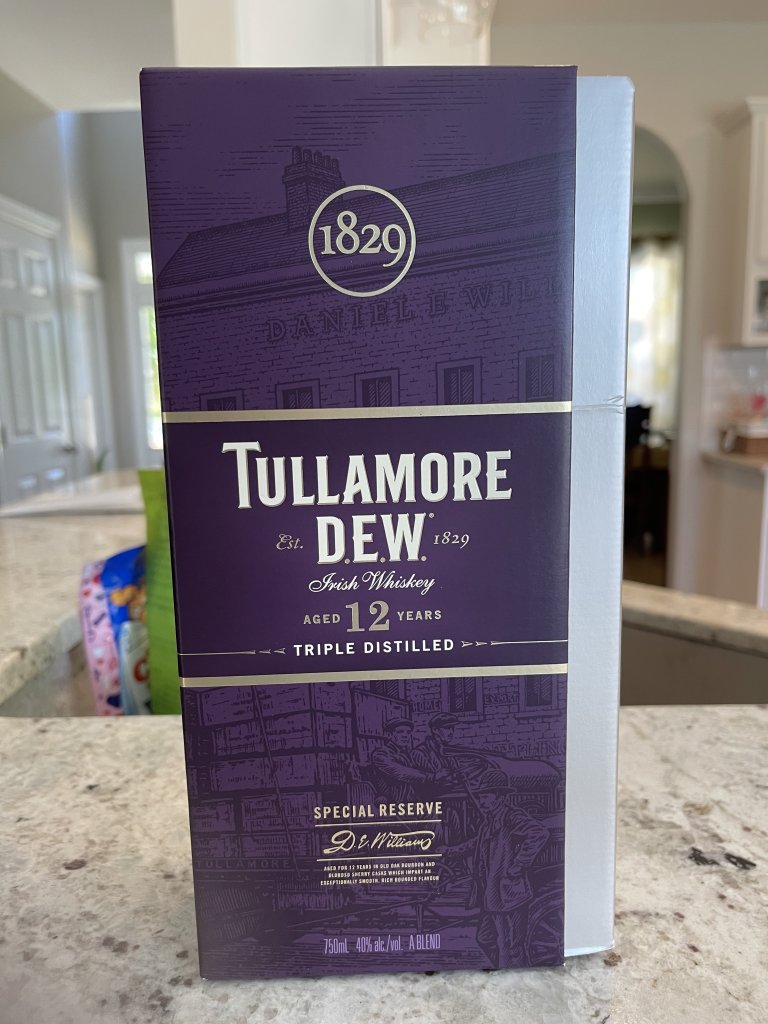 1829
DANIEL E WILL
TULLAMORE
Est. D.E.W. 1829
Irish Whiskey
AGED 12 YEARS
TRIPLE DISTILLED
SPECIAL RESERVE
D.E. Williams
AGED FOR 12 YEARS IN OLD OAK BOURBON AND
OLOROSO SHERRY CASKS WHICH IMPART AN
EXCEPTIONALLY SMOOTH, RICH ROUNDED FLAVOUR
TULLAMORE
750mL 40% alc./vol. A BLEND